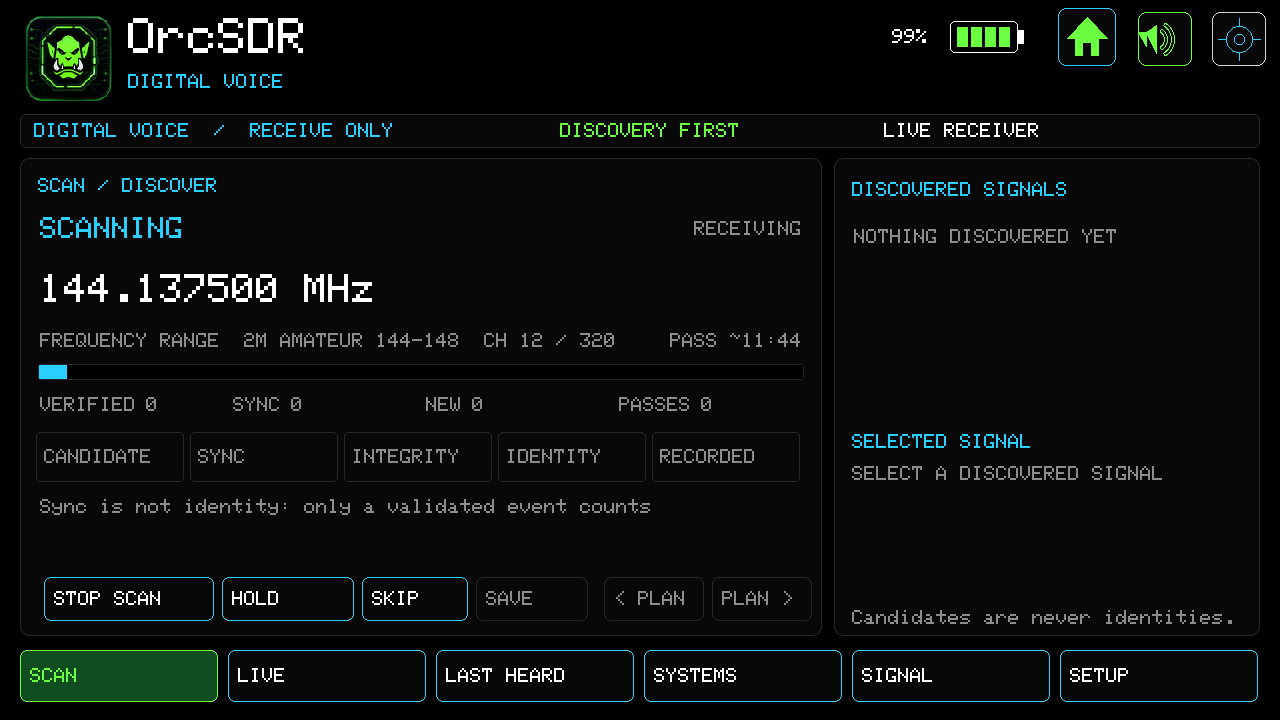 OrcSDR
99%
DIGITAL VOICE
DIGITAL VOICE / RECEIVE ONLY
DISCOVERY FIRST
LIVE RECEIVER
SCAN / DISCOVER
SCANNING
RECEIVING
144.137500 MHz
FREQUENCY RANGE 2M AMATEUR 144-148 CH 12 / 320 PASS ~11:44
VERIFIED 0 SYNC 0 NEW 0 PASSES 0
CANDIDATE SYNC INTEGRITY IDENTITY RECORDED
Sync is not identity: only a validated event counts
STOP SCAN HOLD SKIP SAVE < PLAN PLAN >
DISCOVERED SIGNALS
NOTHING DISCOVERED YET
SELECTED SIGNAL
SELECT A DISCOVERED SIGNAL
Candidates are never identities.
SCAN LIVE LAST HEARD SYSTEMS SIGNAL SETUP